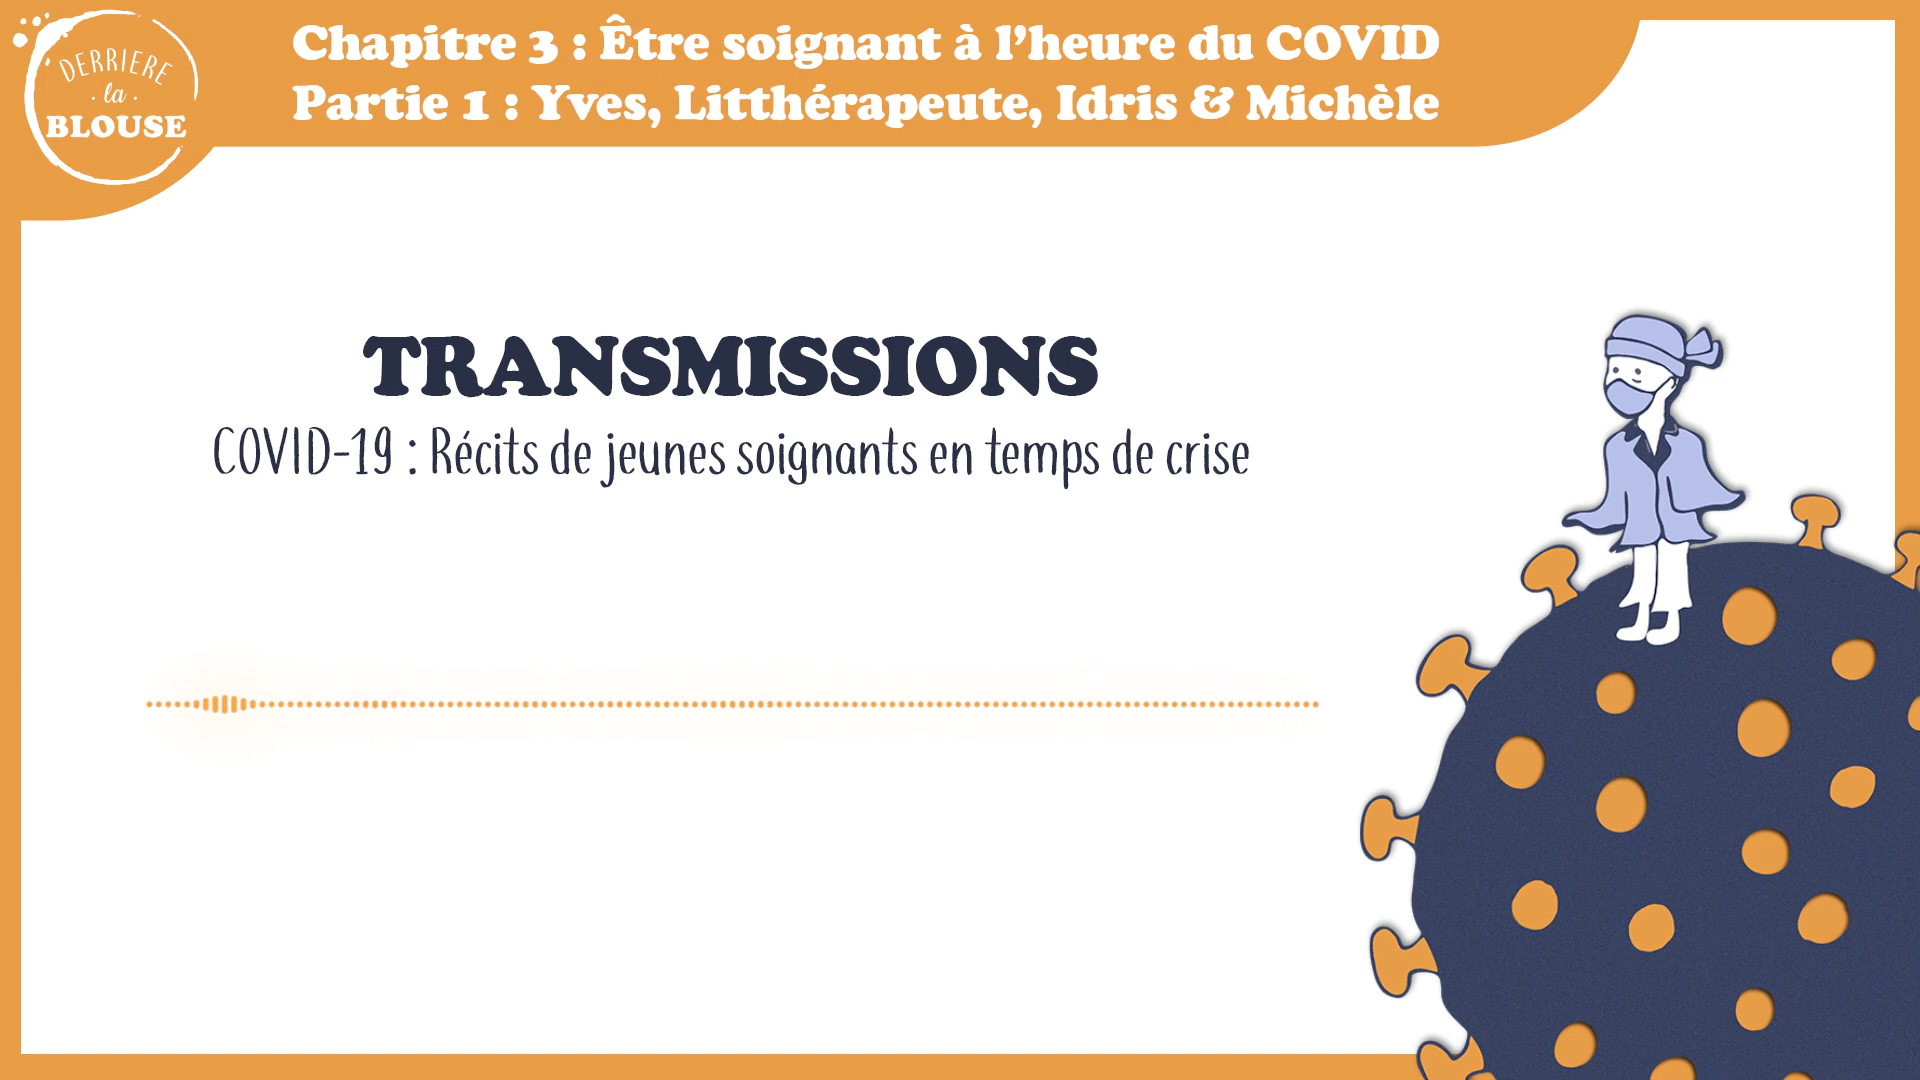 DERRIERE
· la ·
BLOUSE
Chapitre 3 : Être soignant à l’heure du COVID
Partie 1 : Yves, Litthérapeute, Idris & Michèle
TRANSMISSIONS
COVID-19 : Récits de jeunes soignants en temps de crise